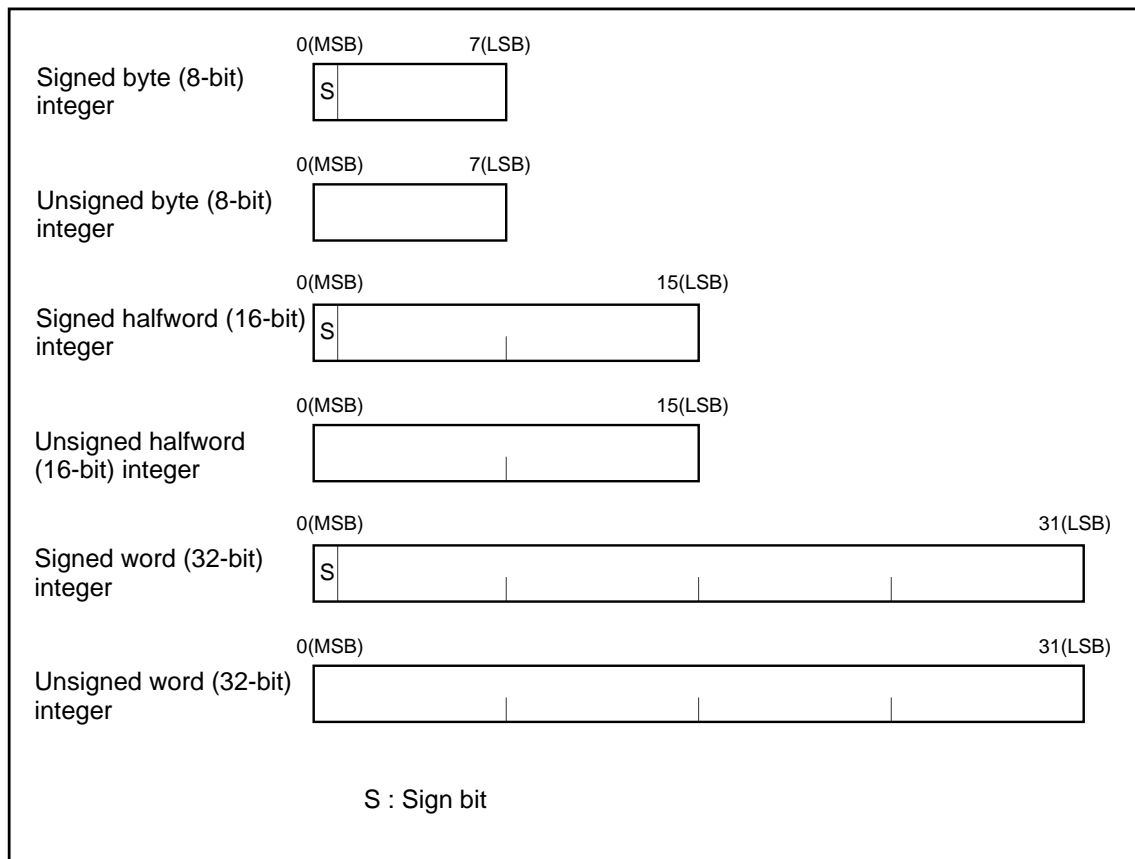 0(MSB) 7(LSB)
Signed byte (8-bit)
integer
S
0(MSB) 7(LSB)
Unsigned byte (8-bit)
integer
0(MSB) 15(LSB)
Signed halfword (16-bit)
integer
S
0(MSB) 15(LSB)
Unsigned halfword
(16-bit) integer
0(MSB) 31(LSB)
Signed word (32-bit)
integer
S
0(MSB) 31(LSB)
Unsigned word (32-bit)
integer
S : Sign bit